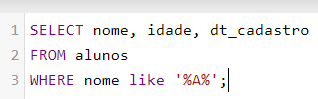 1 SELECT nome, idade, dt_cadastro
2 FROM alunos
3 WHERE nome like '%A%';